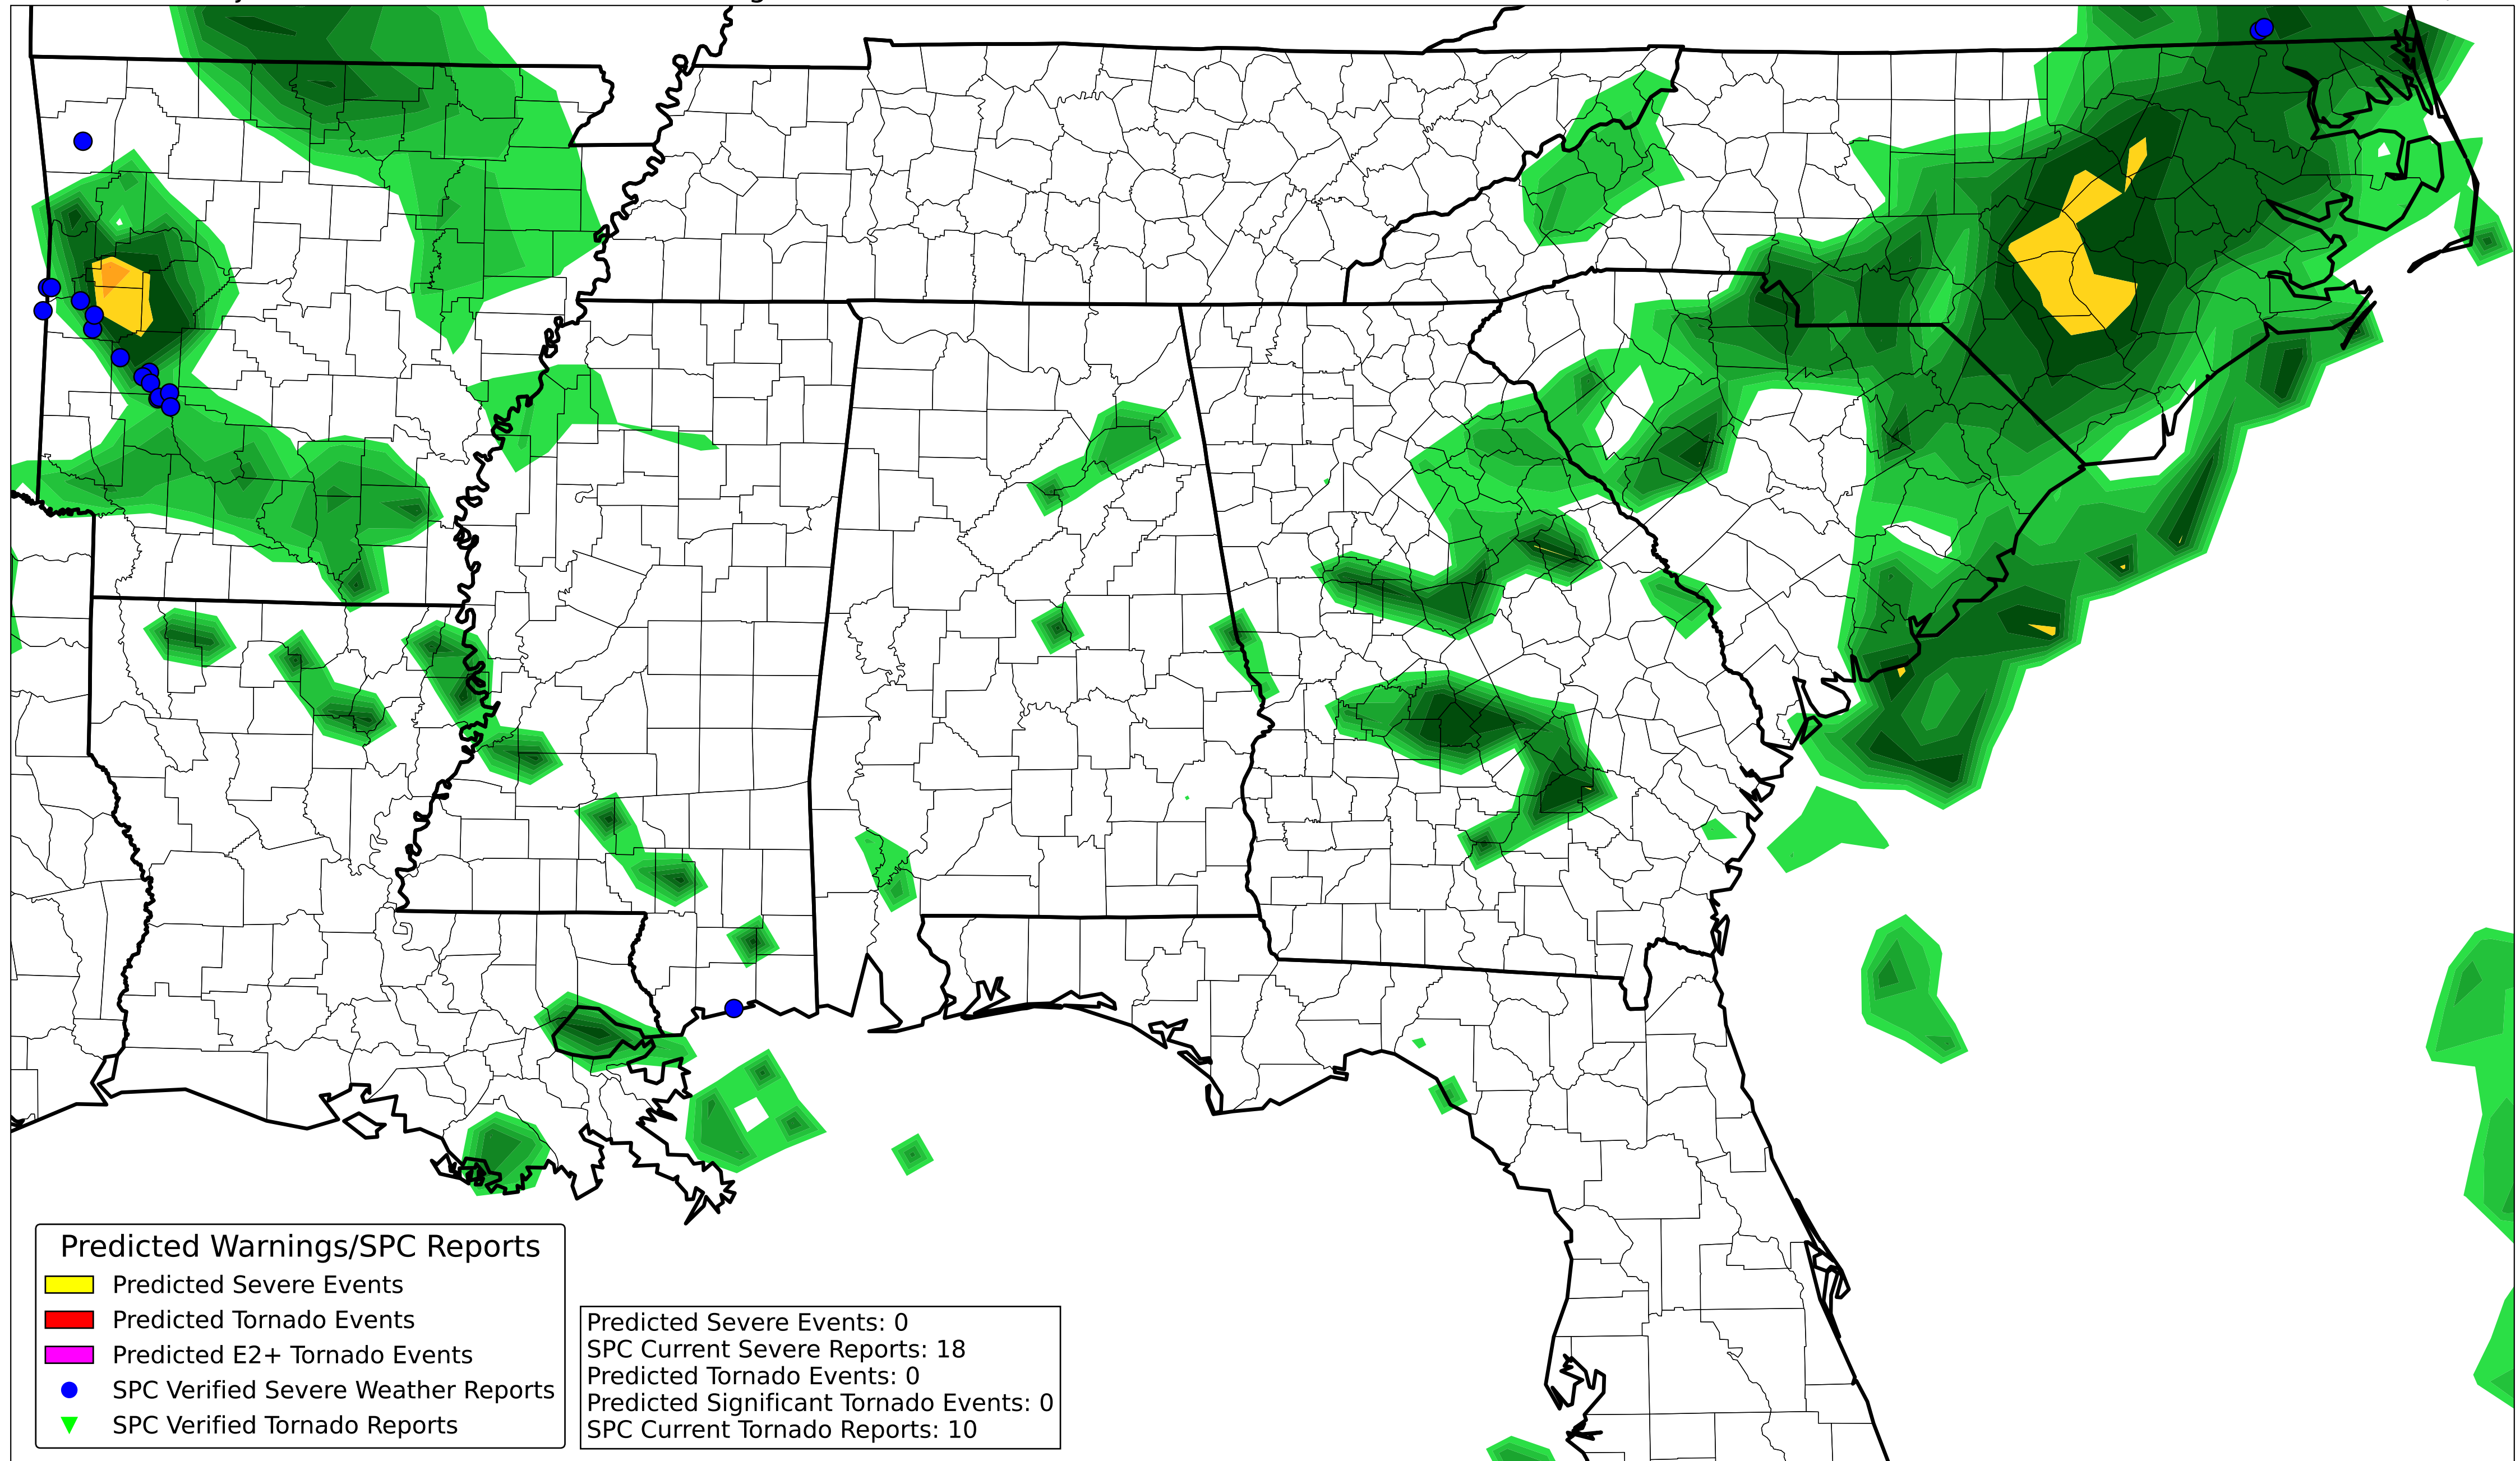 Predicted Warnings/SPC Reports
Predicted Severe Events
Predicted Tornado Events
Predicted E2+ Tornado Events
SPC Verified Severe Weather Reports
SPC Verified Tornado Reports
Predicted Severe Events: 0
SPC Current Severe Reports: 18
Predicted Tornado Events: 0
Predicted Significant Tornado Events: 0
SPC Current Tornado Reports: 10